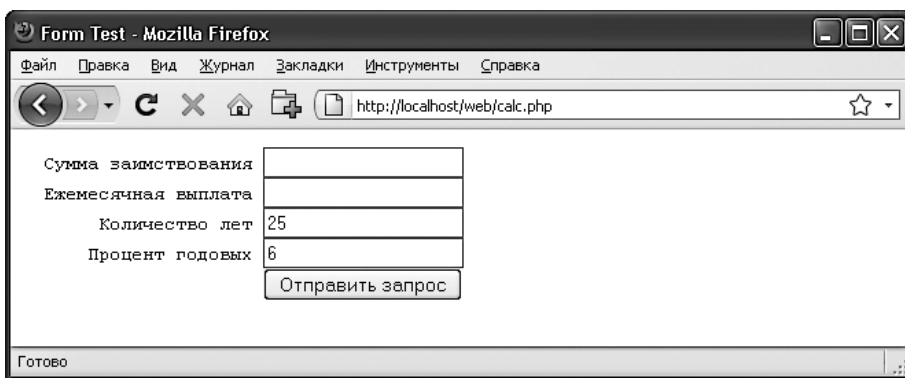 Form Test - Mozilla Firefox
Файл Правка Вид Журнал Закладки Инструменты Справка
http://localhost/web/calc.php
Сумма заимствования
Ежемесячная выплата
Количество лет 25
Процент годовых 6
Отправить запрос
Готово